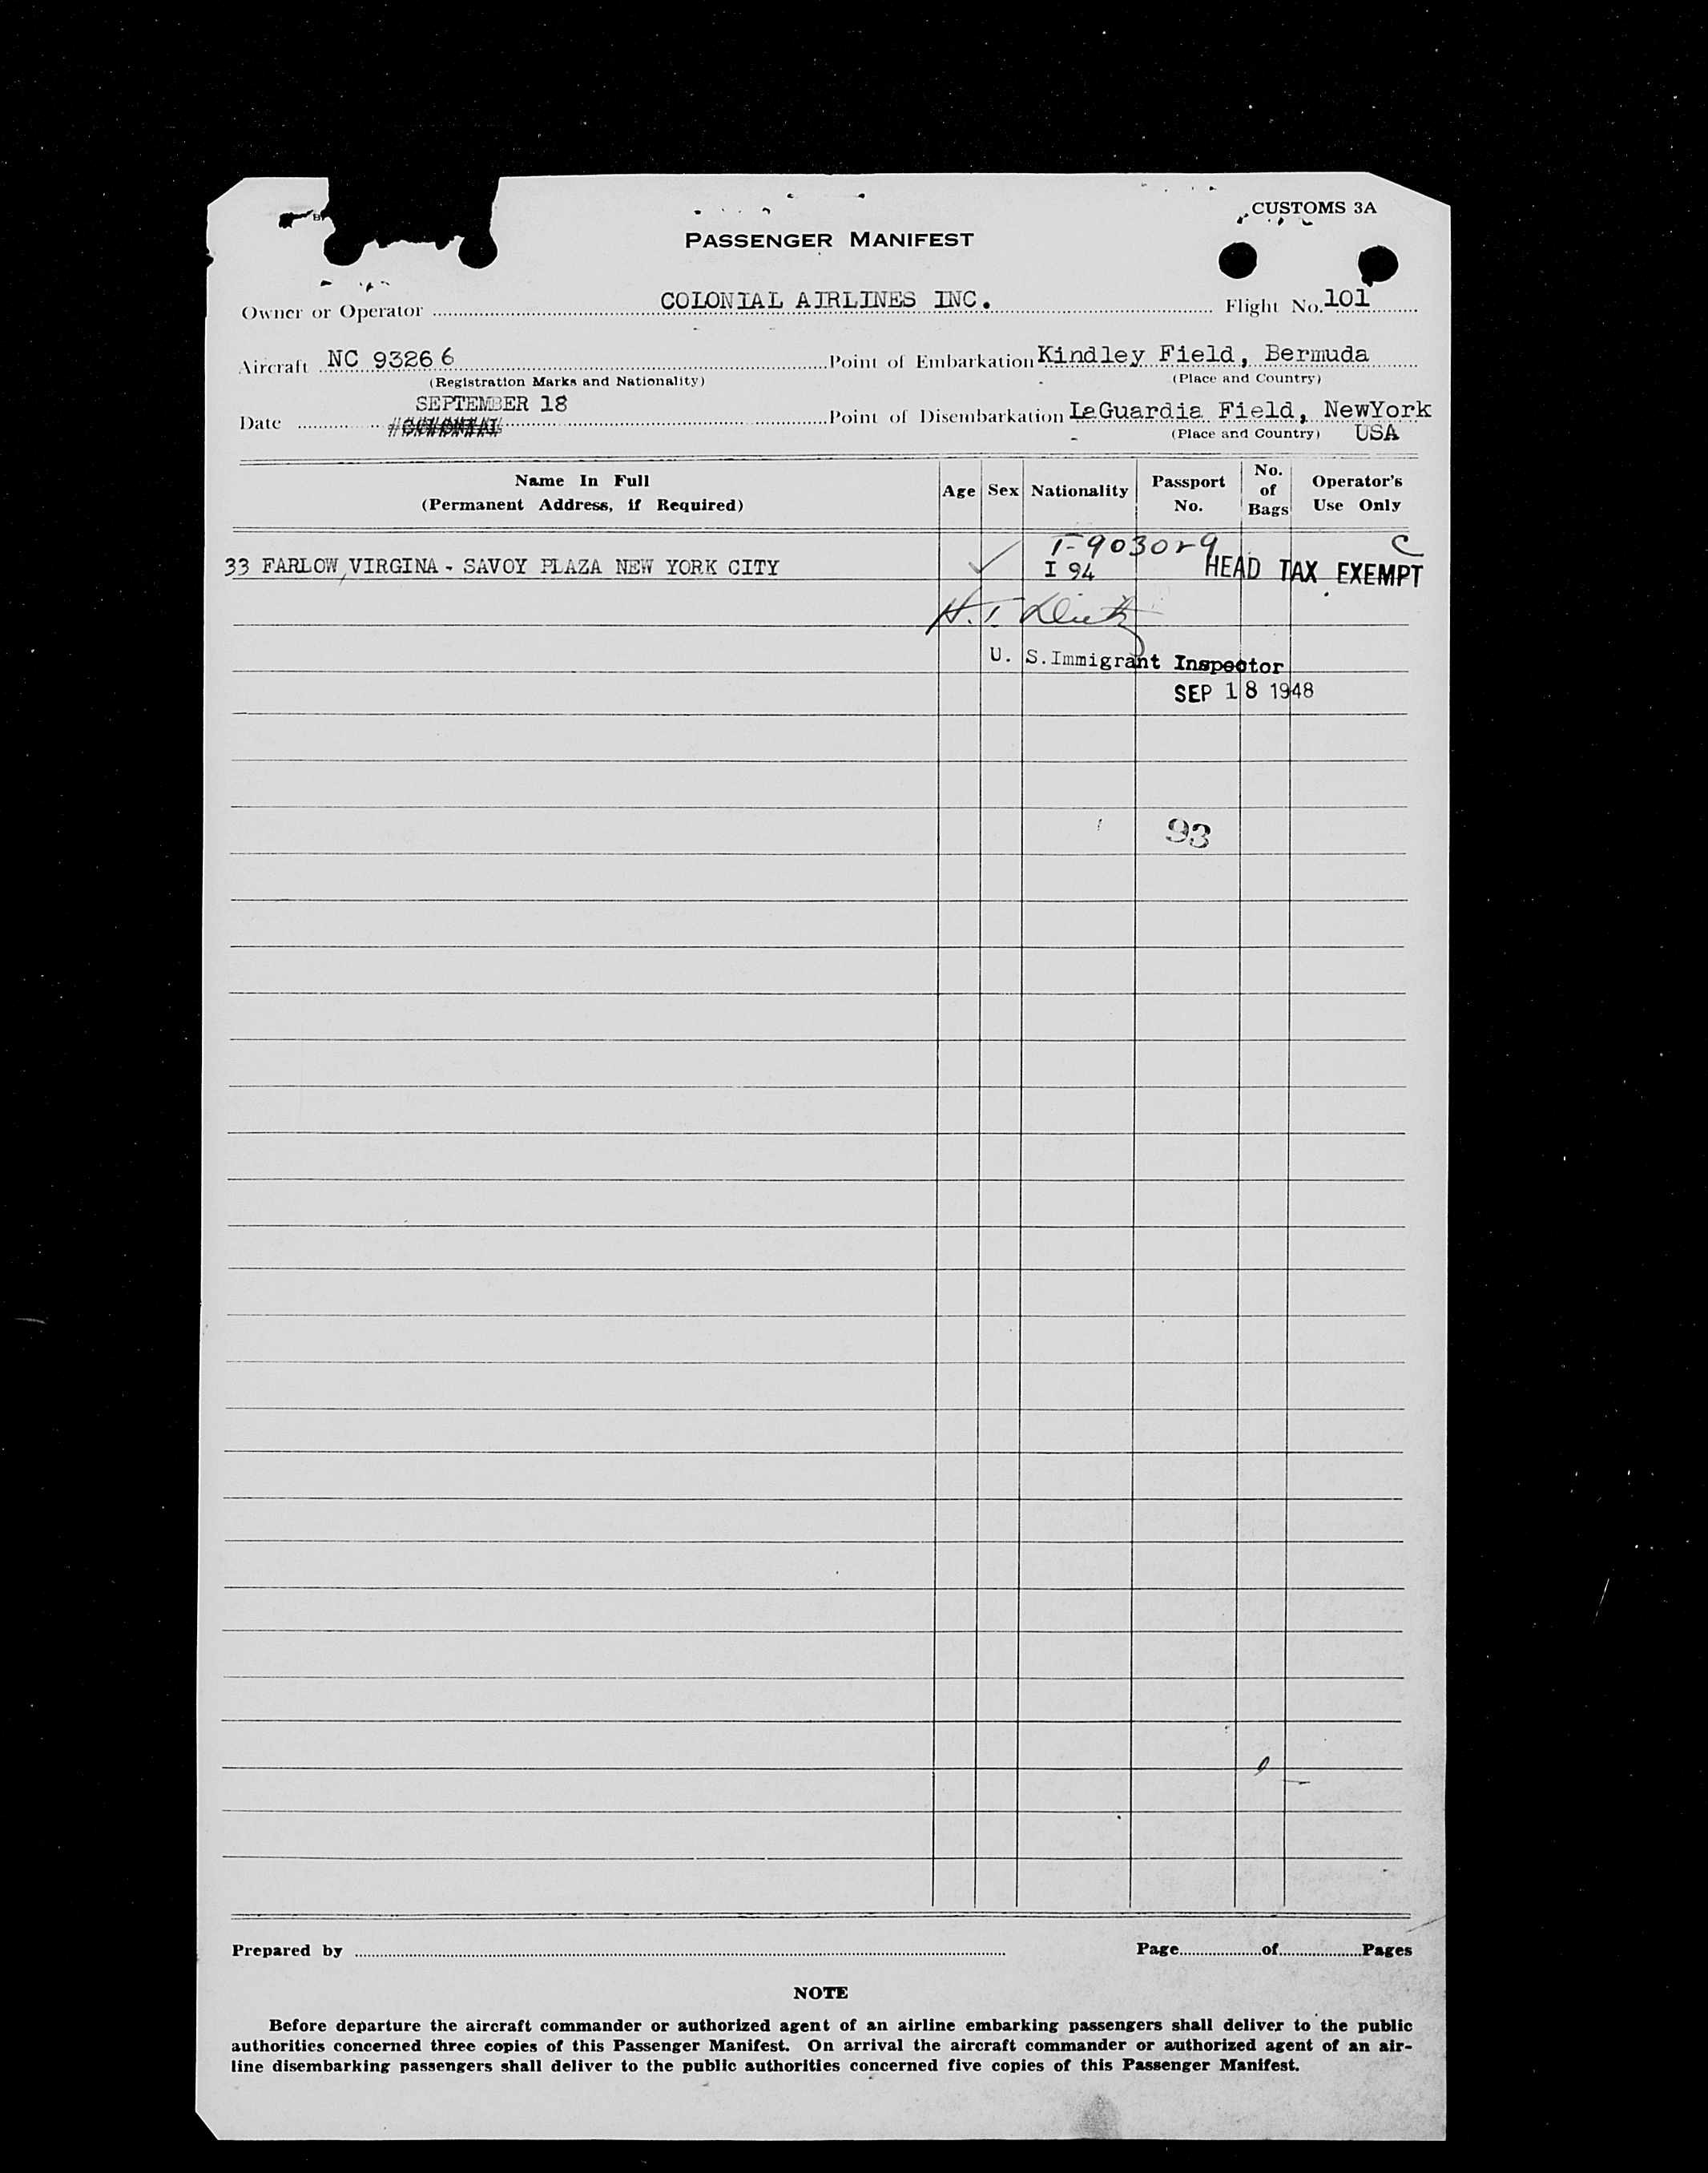 CUSTOMS 3A
PASSENGER MANIFEST
Owner or Operator COLONIAL AIRLINES INC. Flight No. 101
Aircraft NC 93266 Point of Embarkation Kindley Field, Bermuda
(Registration Marks and Nationality) (Place and Country)
SEPTEMBER 18
Date Point of Disembarkation LaGuardia Field, NewYork
(Place and Country) USA
Name In Full (Permanent Address, if Required) Age Sex Nationality Passport No. No. of Bags Operator's Use Only
T-903029 C
33 FARLOW, VIRGINA - SAVOY PLAZA NEW YORK CITY ✓ I 94 HEAD TAX EXEMPT
H.T.
U. S. Immigrant Inspector
SEP 18 1948
93
Prepared by Page of Pages
NOTE
Before departure the aircraft commander or authorized agent of an airline embarking passengers shall deliver to the public
authorities concerned three copies of this Passenger Manifest. On arrival the aircraft commander or authorized agent of an air-
line disembarking passengers shall deliver to the public authorities concerned five copies of this Passenger Manifest.